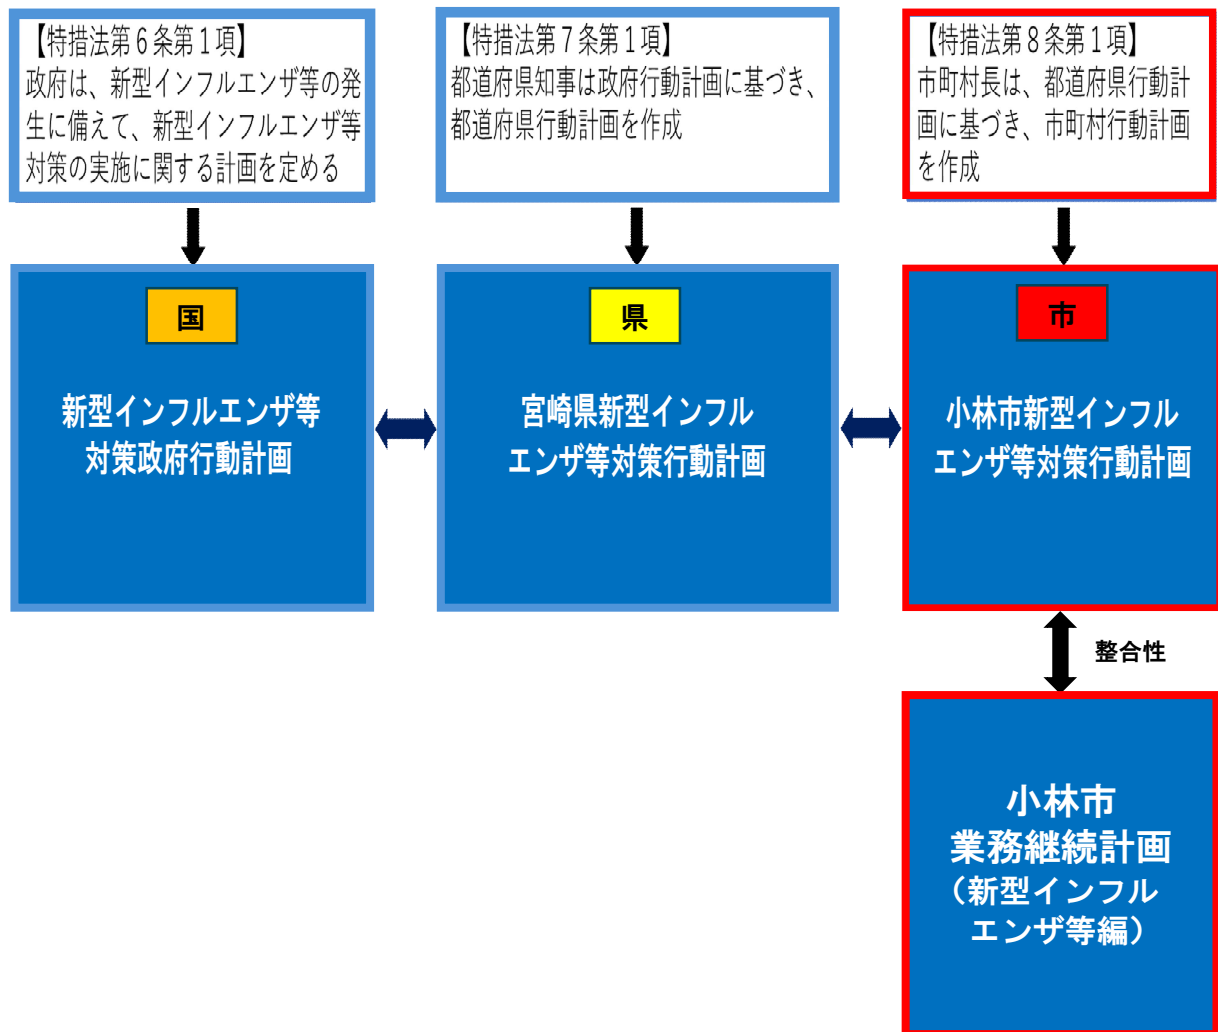 【特措法第６条第１項】
政府は、新型インフルエンザ等の発
生に備えて、新型インフルエンザ等
対策の実施に関する計画を定める
【特措法第７条第１項】
都道府県知事は政府行動計画に基づき、
都道府県行動計画を作成
【特措法第８条第１項】
市町村長は、都道府県行動計
画に基づき、市町村行動計画
を作成
国
新型インフルエンザ等
対策政府行動計画
県
宮崎県新型インフル
エンザ等対策行動計画
市
小林市新型インフル
エンザ等対策行動計画
整合性
小林市
業務継続計画
（新型インフル
エンザ等編）